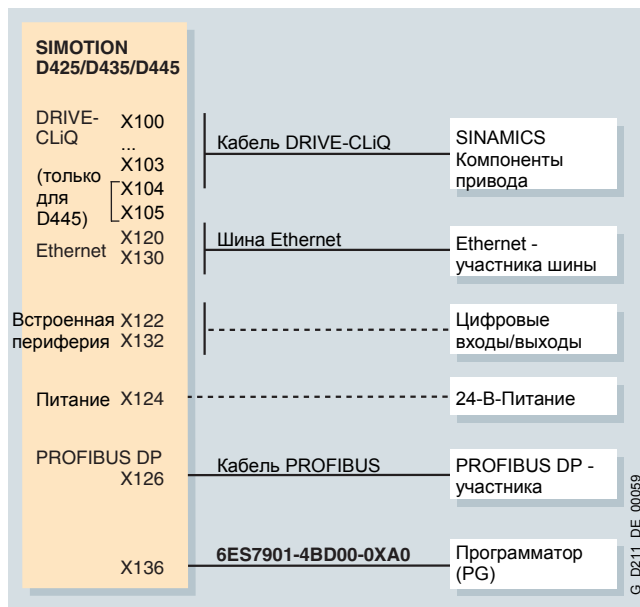 SIMOTION
D425/D435/D445
DRIVE-
CLiQ
X100
...
X103
(только
для
D445)
X104
X105
Кабель DRIVE-CLiQ
SINAMICS
Компоненты
привода
Ethernet
X120
X130
Шина Ethernet
Ethernet -
участника шины
Встроенная X122
периферия X132
Цифровые
входы/выходы
Питание X124
24-В-Питание
PROFIBUS DP
X126
Кабель PROFIBUS
PROFIBUS DP -
участника
X136
6ES7901-4BD00-0XA0
Программатор
(PG)
G_D211_DE_00059